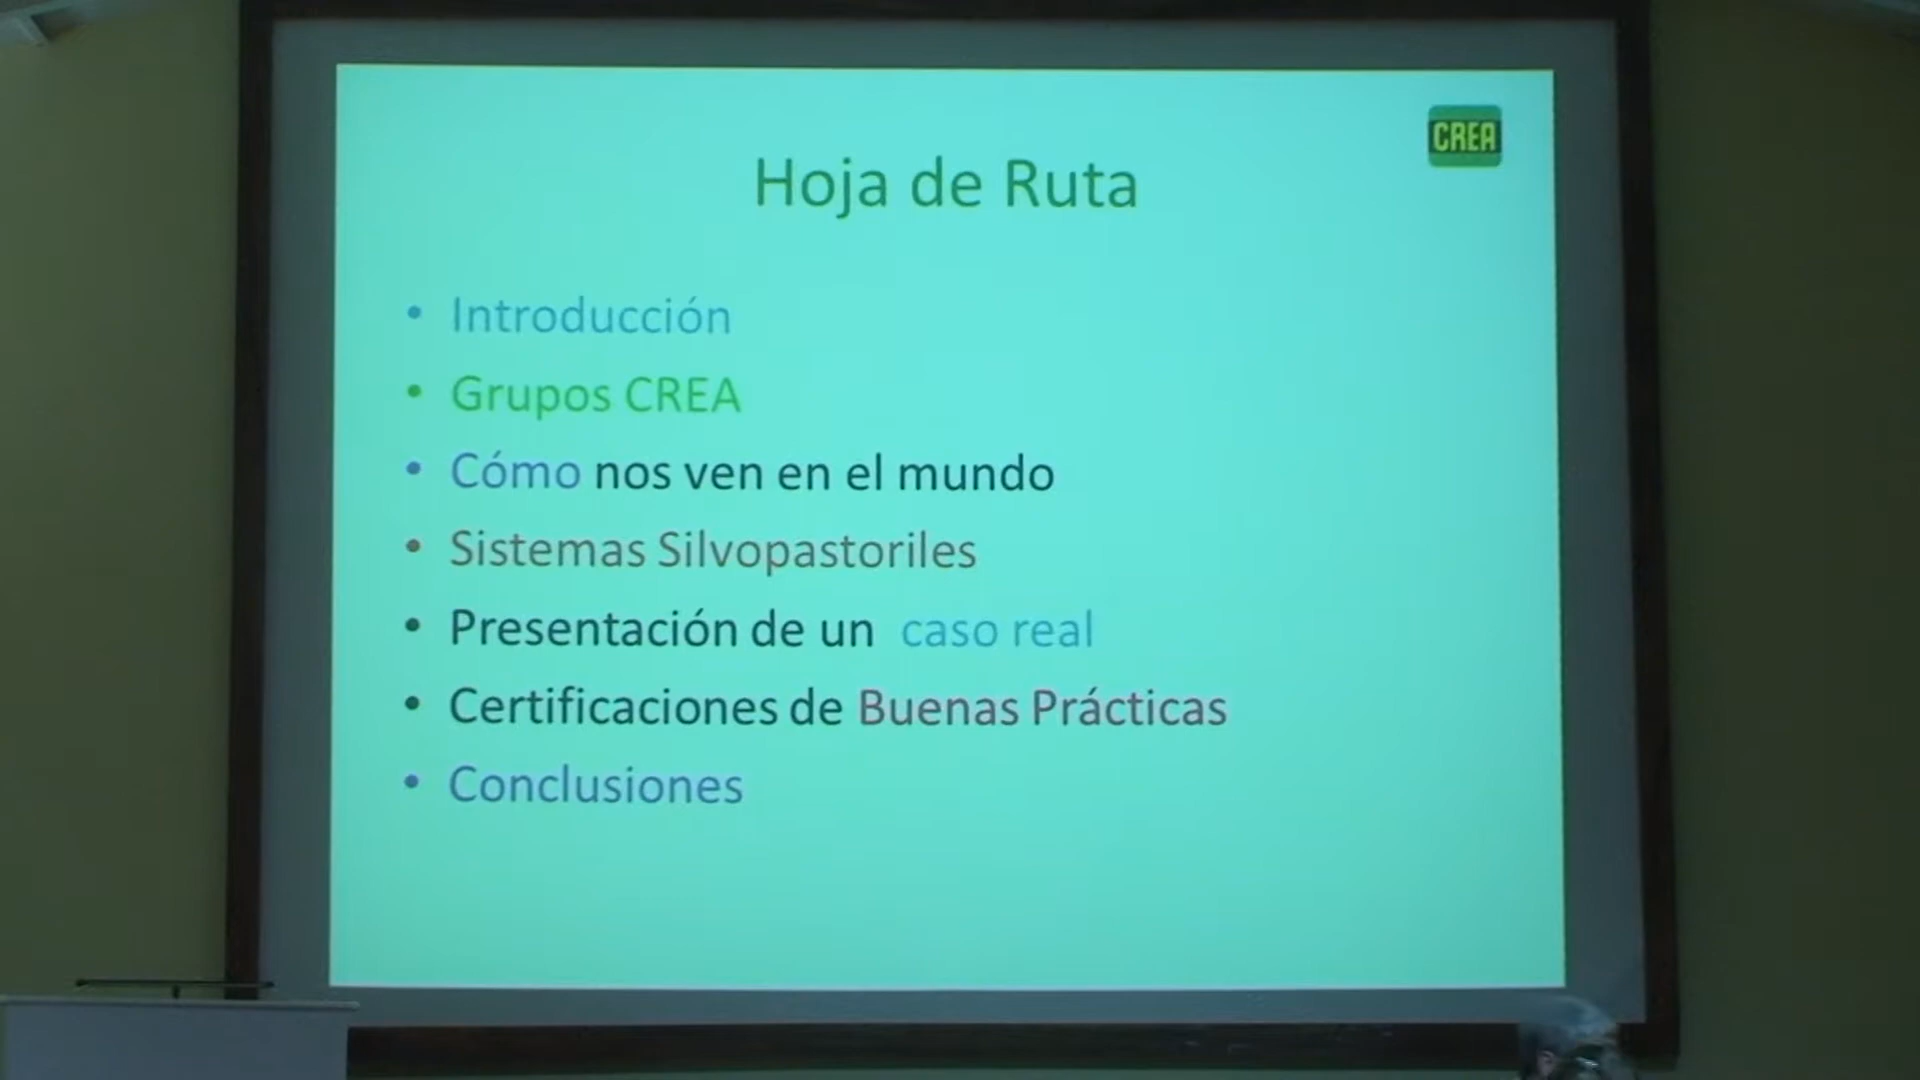 CREA
Hoja de Ruta
• Introducción
• Grupos CREA
• Cómo nos ven en el mundo
• Sistemas Silvopastoriles
• Presentación de un caso real
• Certificaciones de Buenas Prácticas
• Conclusiones